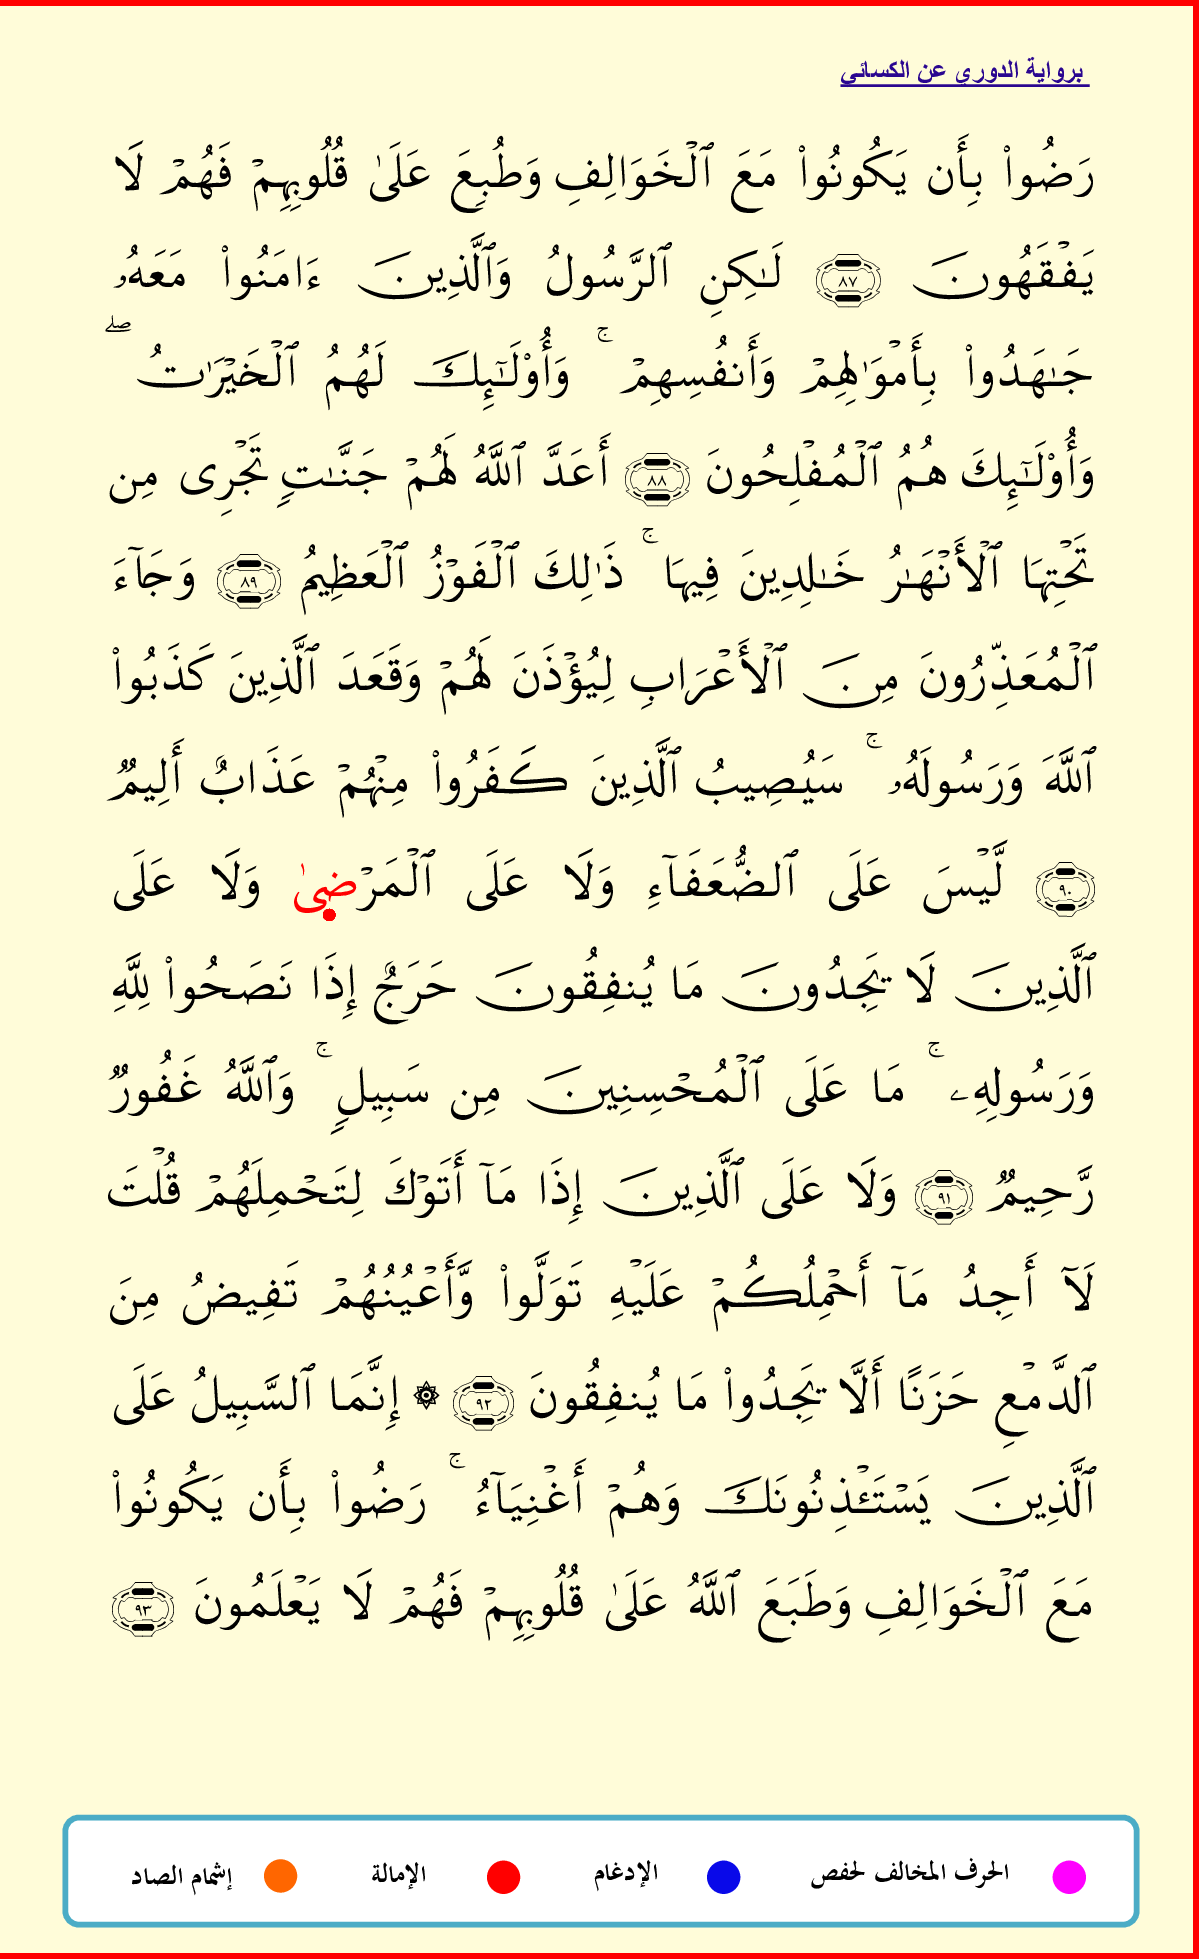 برواية الدوري عن الكسائي
رَضُوا۟ بِأَن يَكُونُوا۟ مَعَ ٱلْخَوَالِفِ وَطُبِعَ عَلَىٰ قُلُوبِهِمْ فَهُمْ لَا
يَفْقَهُونَ ٨٧ لَـٰكِنِ ٱلرَّسُولُ وَٱلَّذِينَ ءَامَنُوا۟ مَعَهُۥ
جَـٰهَدُوا۟ بِأَمْوَٰلِهِمْ وَأَنفُسِهِمْ ۚ وَأُو۟لَـٰٓئِكَ لَهُمُ ٱلْخَيْرَٰتُ ۖ
وَأُو۟لَـٰٓئِكَ هُمُ ٱلْمُفْلِحُونَ ٨٨ أَعَدَّ ٱللَّهُ لَهُمْ جَنَّـٰتٍ تَجْرِى مِن
تَحْتِهَا ٱلْأَنْهَـٰرُ خَـٰلِدِينَ فِيهَا ۚ ذَٰلِكَ ٱلْفَوْزُ ٱلْعَظِيمُ ٨٩ وَجَآءَ
ٱلْمُعَذِّرُونَ مِنَ ٱلْأَعْرَابِ لِيُؤْذَنَ لَهُمْ وَقَعَدَ ٱلَّذِينَ كَذَبُوا۟
ٱللَّهَ وَرَسُولَهُۥ ۚ سَيُصِيبُ ٱلَّذِينَ كَفَرُوا۟ مِنْهُمْ عَذَابٌ أَلِيمٌ
٩٠ لَّيْسَ عَلَى ٱلضُّعَفَآءِ وَلَا عَلَى ٱلْمَرْضِىٰ وَلَا عَلَى
ٱلَّذِينَ لَا يَجِدُونَ مَا يُنفِقُونَ حَرَجٌ إِذَا نَصَحُوا۟ لِلَّهِ
وَرَسُولِهِۦ ۚ مَا عَلَى ٱلْمُحْسِنِينَ مِن سَبِيلٍ ۚ وَٱللَّهُ غَفُورٌ
رَّحِيمٌ ٩١ وَلَا عَلَى ٱلَّذِينَ إِذَا مَآ أَتَوْكَ لِتَحْمِلَهُمْ قُلْتَ
لَآ أَجِدُ مَآ أَحْمِلُكُمْ عَلَيْهِ تَوَلَّوا۟ وَّأَعْيُنُهُمْ تَفِيضُ مِنَ
ٱلدَّمْعِ حَزَنًا أَلَّا يَجِدُوا۟ مَا يُنفِقُونَ ٩٢ ۞ إِنَّمَا ٱلسَّبِيلُ عَلَى
ٱلَّذِينَ يَسْتَـْٔذِنُونَكَ وَهُمْ أَغْنِيَآءُ ۚ رَضُوا۟ بِأَن يَكُونُوا۟
مَعَ ٱلْخَوَالِفِ وَطَبَعَ ٱللَّهُ عَلَىٰ قُلُوبِهِمْ فَهُمْ لَا يَعْلَمُونَ ٩٣
الحرف المخالف لحفص الإدغام الإمالة إشمام الصاد